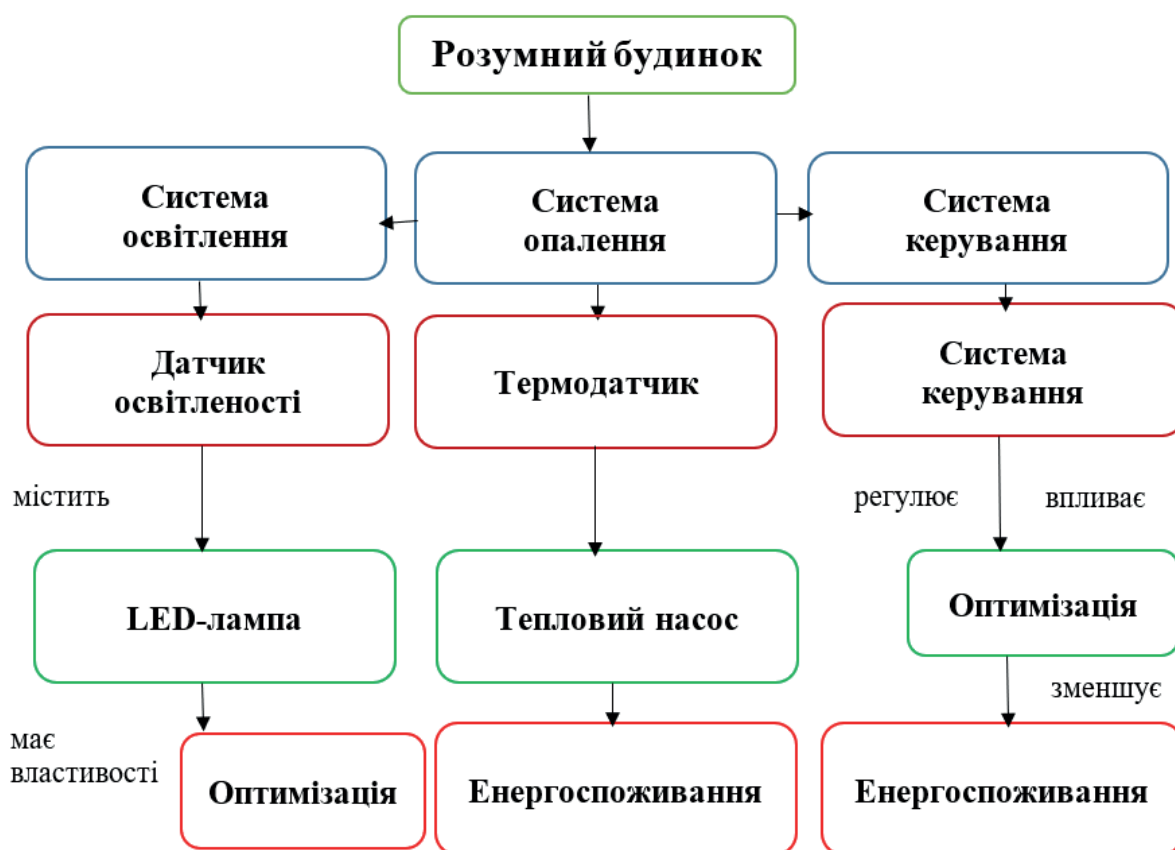 Розумний будинок
Система
освітлення
Система
опалення
Система
керування
Датчик
освітленості
Термодатчик
Система
керування
містить
регулює
впливає
LED-лампа
Тепловий насос
Оптимізація
зменшує
має
властивості
Оптимізація
Енергоспоживання
Енергоспоживання